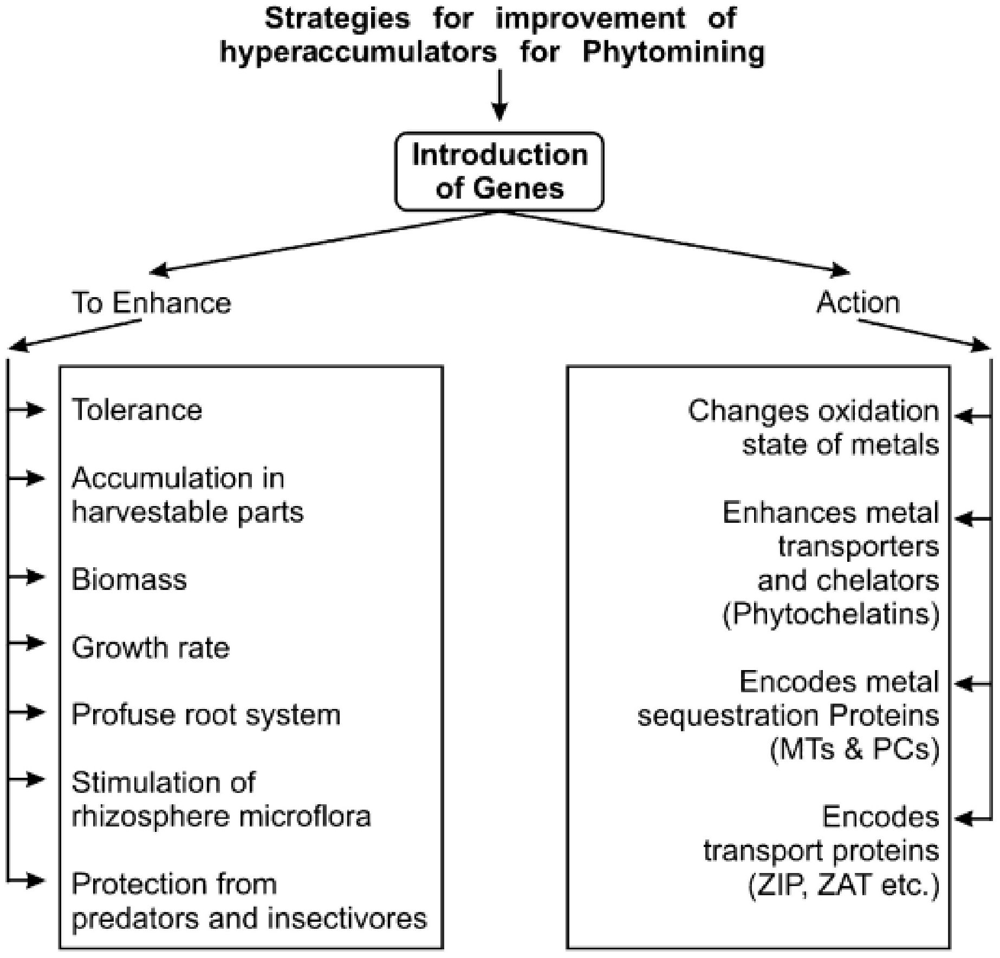 Strategies for improvement of
hyperaccumulators for Phytomining
Introduction
of Genes
To Enhance
Action
Tolerance
Accumulation in
harvestable parts
Biomass
Growth rate
Profuse root system
Stimulation of
rhizosphere microflora
Protection from
predators and insectivores
Changes oxidation
state of metals
Enhances metal
transporters
and chelators
(Phytochelatins)
Encodes metal
sequestration Proteins
(MTs & PCs)
Encodes
transport proteins
(ZIP, ZAT etc.)